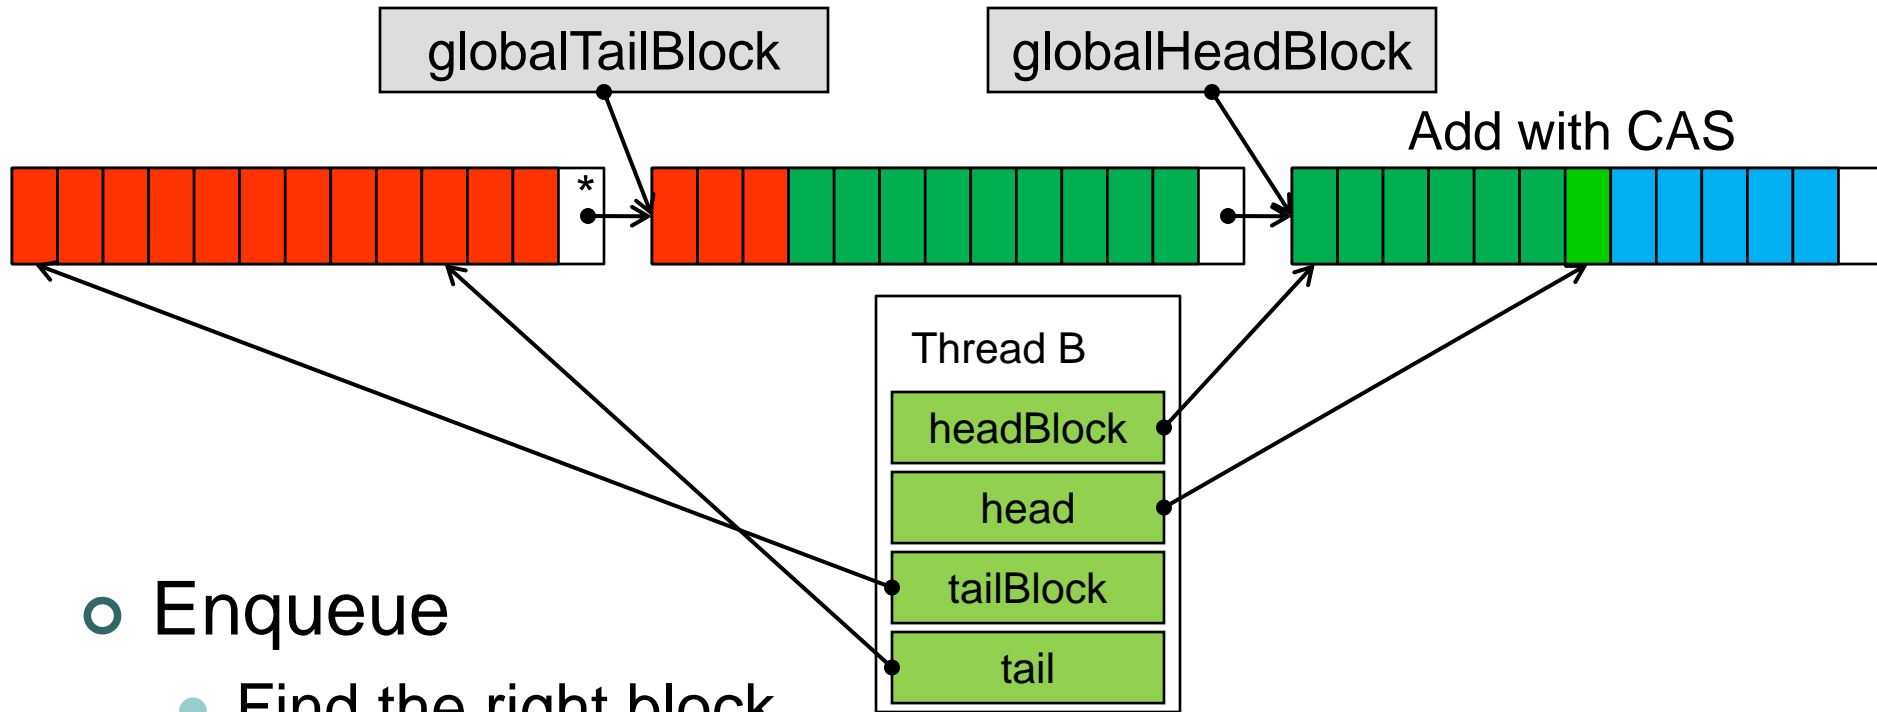 globalTailBlock
globalHeadBlock
Add with CAS
*
Thread B
headBlock
head
tailBlock
tail
Enqueue
Find the right block